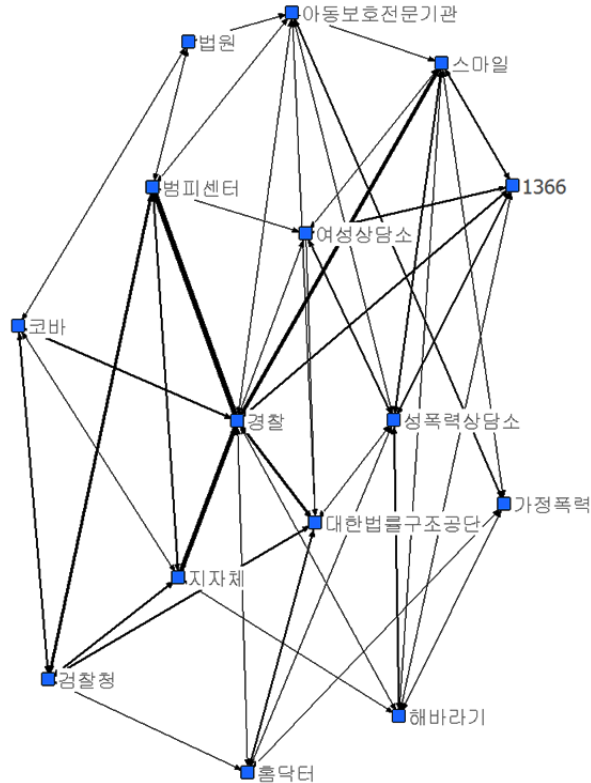 아동보호전문기관
법원
스마일
범피센터
1366
여성상담소
코바
경찰
성폭력상담소
가정폭력
대한법률구조공단
지자체
검찰청
해바라기
홈닥터